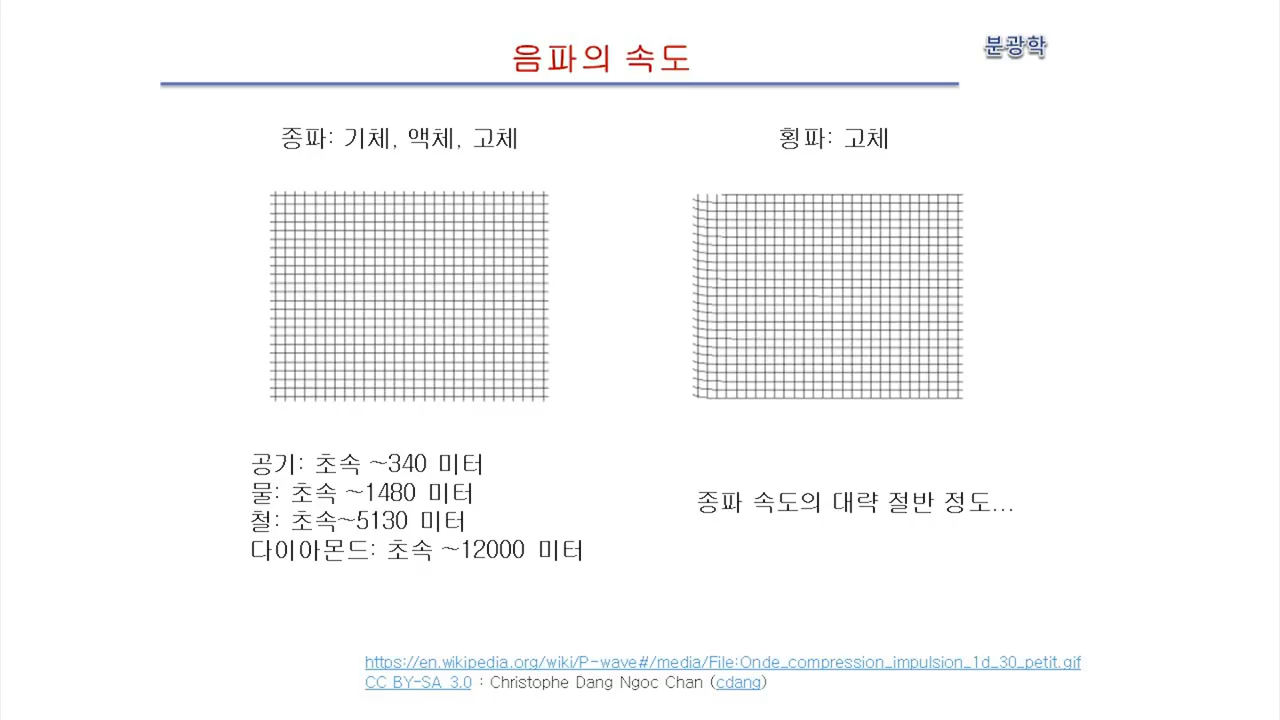 음파의 속도
분광학
종파: 기체, 액체, 고체
횡파: 고체
공기: 초속 ~340 미터
물: 초속 ~1480 미터
철: 초속~5130 미터
다이아몬드: 초속 ~12000 미터
종파 속도의 대략 절반 정도...
https://en.wikipedia.org/wiki/P-wave#/media/File:Onde_compression_impulsion_1d_30_petit.gif
CC BY-SA 3.0 : Christophe Dang Ngoc Chan (cdang)